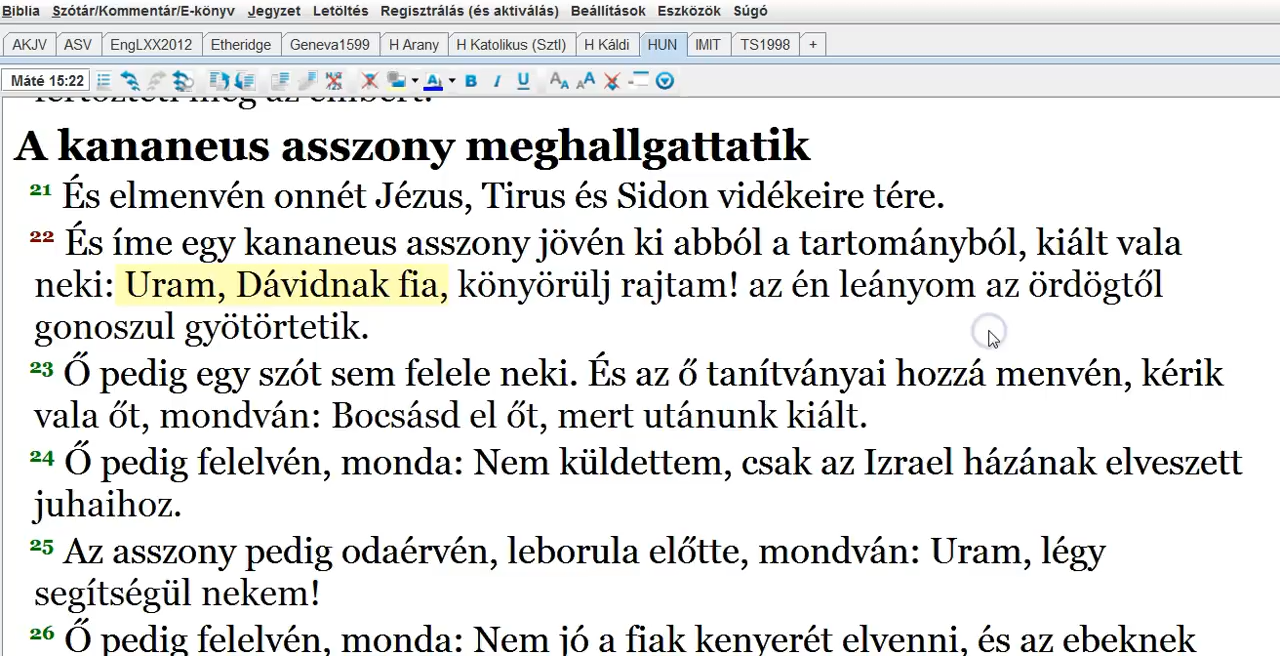 Biblia Szótár/Kommentár/E-könyv Jegyzet Letöltés Regisztrálás (és aktiválás) Beállítások Eszközök Súgó
AKJV ASV EngLXX2012 Etheridge Geneva1599 H Arany H Katolikus (Sztl) H Káldi HUN IMIT TS1998 +
Máté 15:22 A B I U A A A A
fertőzteti meg az embert.
A kananeus asszony meghallgattatik
21 És elmenvén onnét Jézus, Tirus és Sidon vidékeire tére.
22 És íme egy kananeus asszony jövén ki abból a tartományból, kiált vala
neki: Uram, Dávidnak fia, könyörülj rajtam! az én leányom az ördögtől
gonoszul gyötörtetik.
23 Ő pedig egy szót sem felele neki. És az ő tanítványai hozzá menvén, kérik
vala őt, mondván: Bocsásd el őt, mert utánunk kiált.
24 Ő pedig felelvén, monda: Nem küldettem, csak az Izrael házának elveszett
juhaihoz.
25 Az asszony pedig odaérvén, leborula előtte, mondván: Uram, légy
segítségül nekem!
26 Ő pedig felelvén, monda: Nem jó a fiak kenyerét elvenni, és az ebeknek